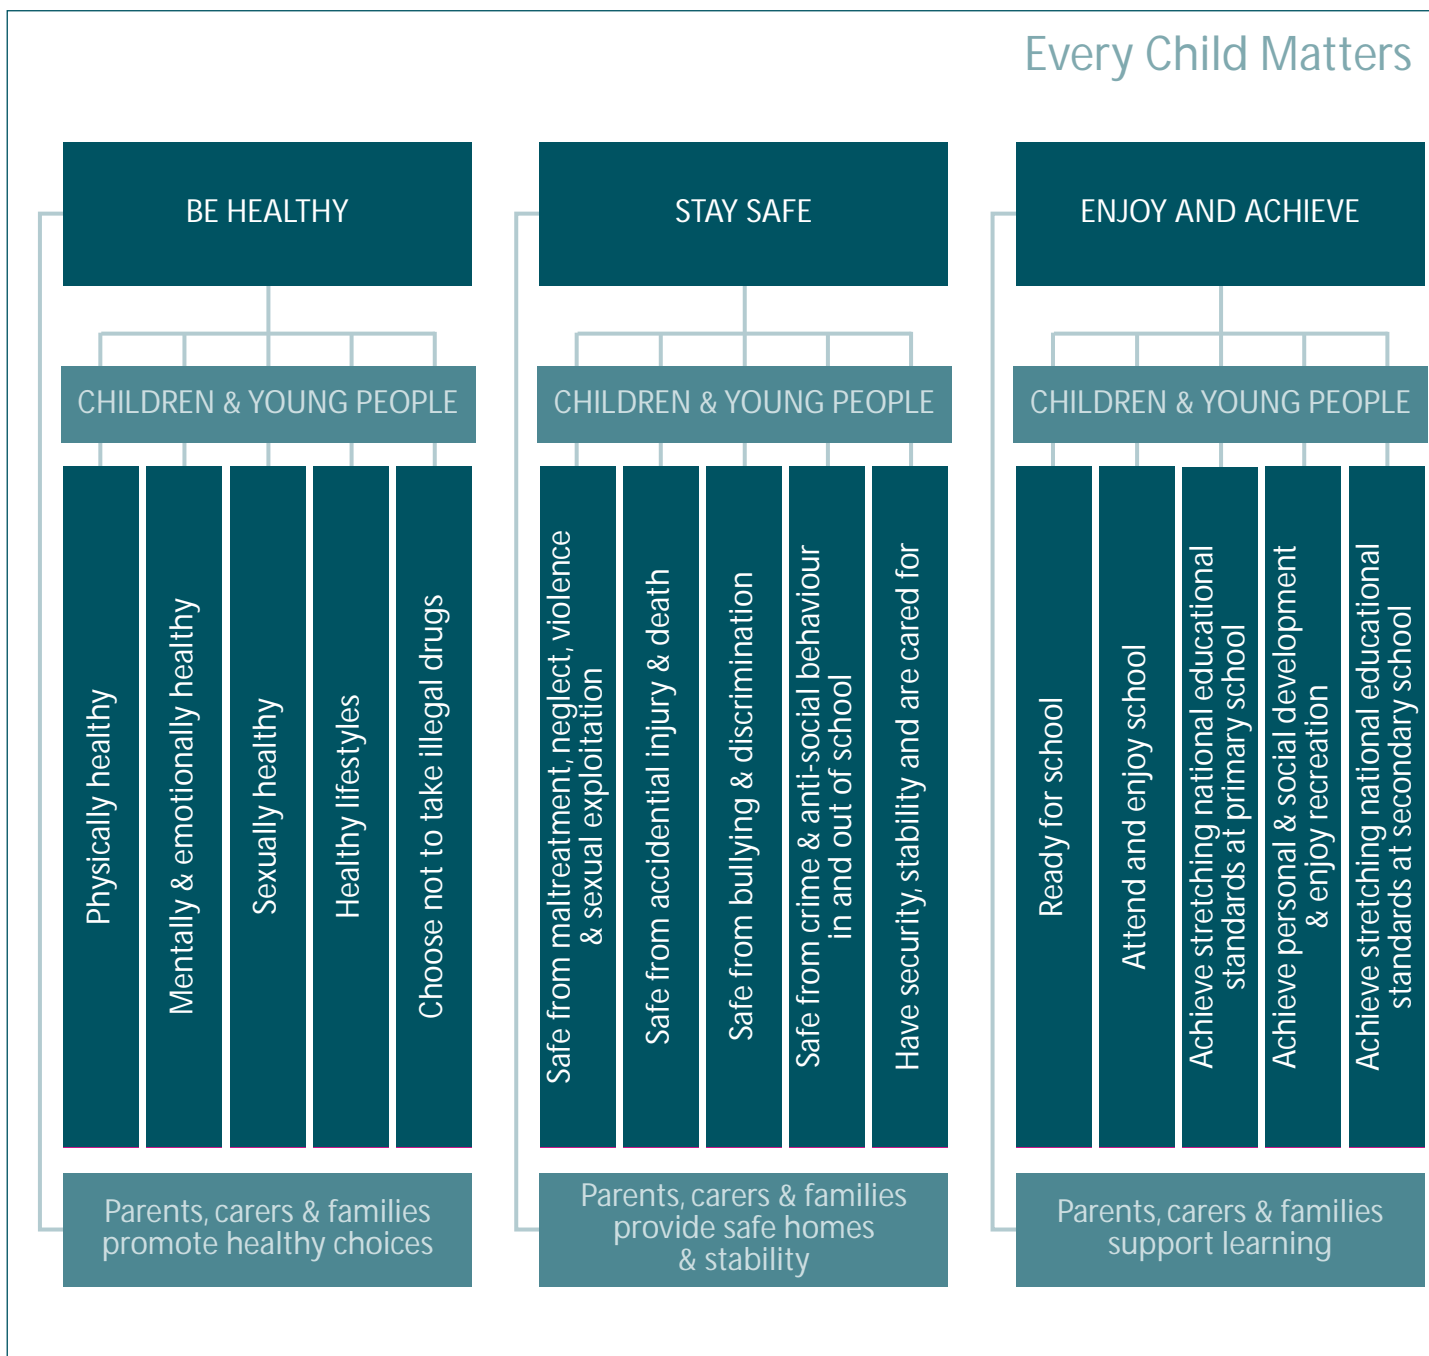 Every Child Matters
BE HEALTHY
CHILDREN & YOUNG PEOPLE
Physically healthy
Mentally & emotionally healthy
Sexually healthy
Healthy lifestyles
Choose not to take illegal drugs
Parents, carers & families
promote healthy choices
STAY SAFE
CHILDREN & YOUNG PEOPLE
Safe from maltreatment, neglect, violence
& sexual exploitation
Safe from accidential injury & death
Safe from bullying & discrimination
Safe from crime & anti-social behaviour
in and out of school
Have security, stability and are cared for
Parents, carers & families
provide safe homes
& stability
ENJOY AND ACHIEVE
CHILDREN & YOUNG PEOPLE
Ready for school
Attend and enjoy school
Achieve stretching national educational
standards at primary school
Achieve personal & social development
& enjoy recreation
Achieve stretching national educational
standards at secondary school
Parents, carers & families
support learning